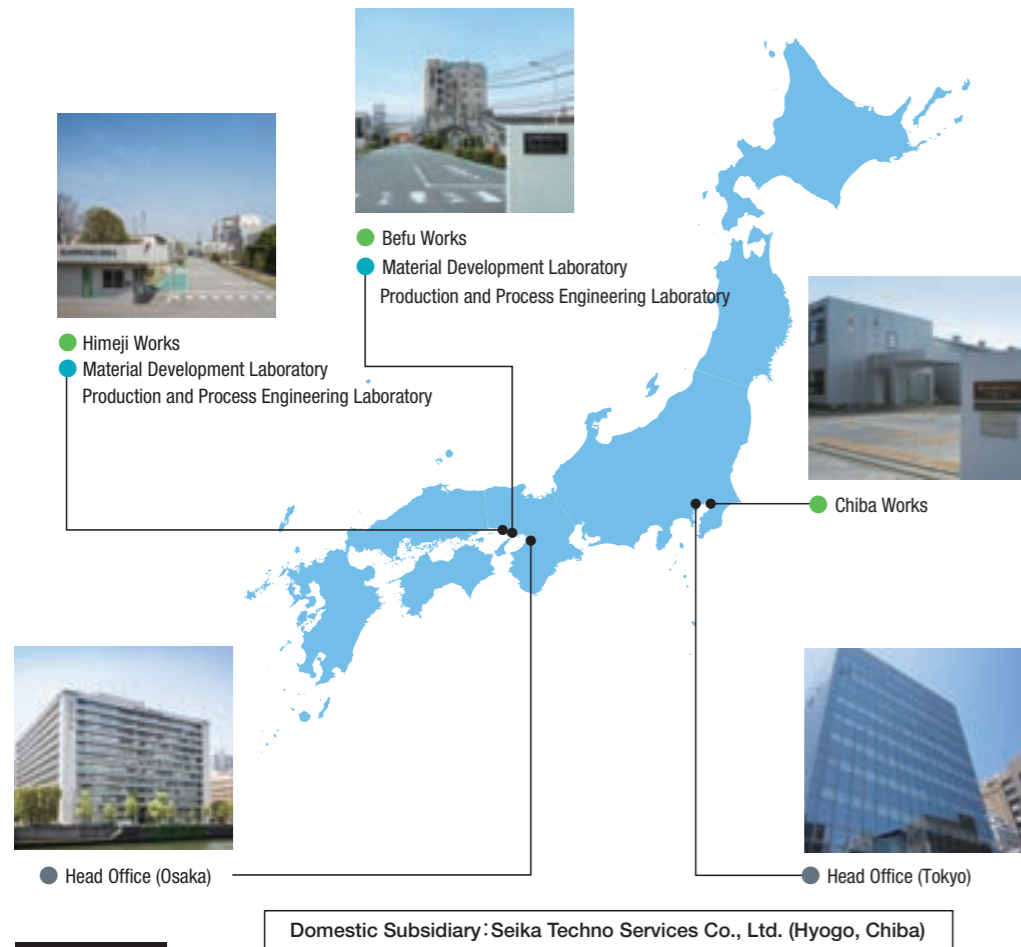 Befu Works
Material Development Laboratory
Production and Process Engineering Laboratory
Himeji Works
Material Development Laboratory
Production and Process Engineering Laboratory
Chiba Works
Head Office (Osaka)
Head Office (Tokyo)
Domestic Subsidiary:Seika Techno Services Co., Ltd. (Hyogo, Chiba)